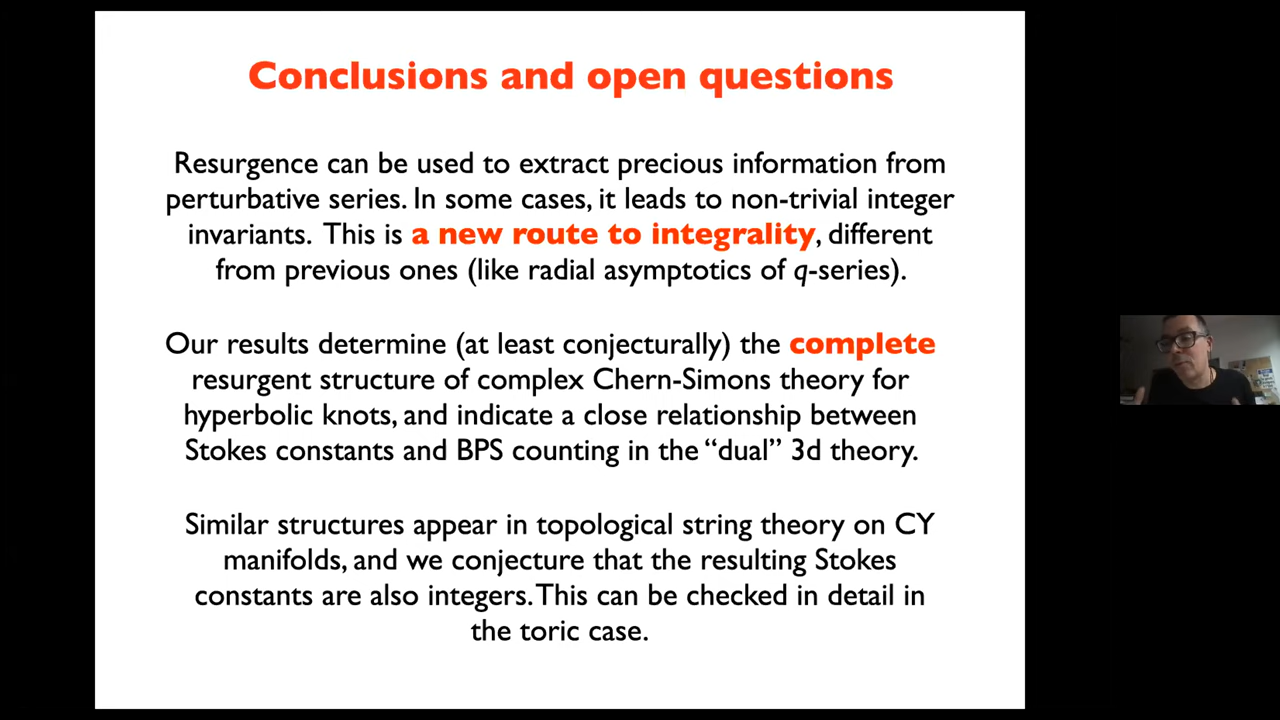 Conclusions and open questions
Resurgence can be used to extract precious information from
perturbative series. In some cases, it leads to non-trivial integer
invariants. This is a new route to integrality, different
from previous ones (like radial asymptotics of q-series).
Our results determine (at least conjecturally) the complete
resurgent structure of complex Chern-Simons theory for
hyperbolic knots, and indicate a close relationship between
Stokes constants and BPS counting in the “dual” 3d theory.
Similar structures appear in topological string theory on CY
manifolds, and we conjecture that the resulting Stokes
constants are also integers. This can be checked in detail in
the toric case.